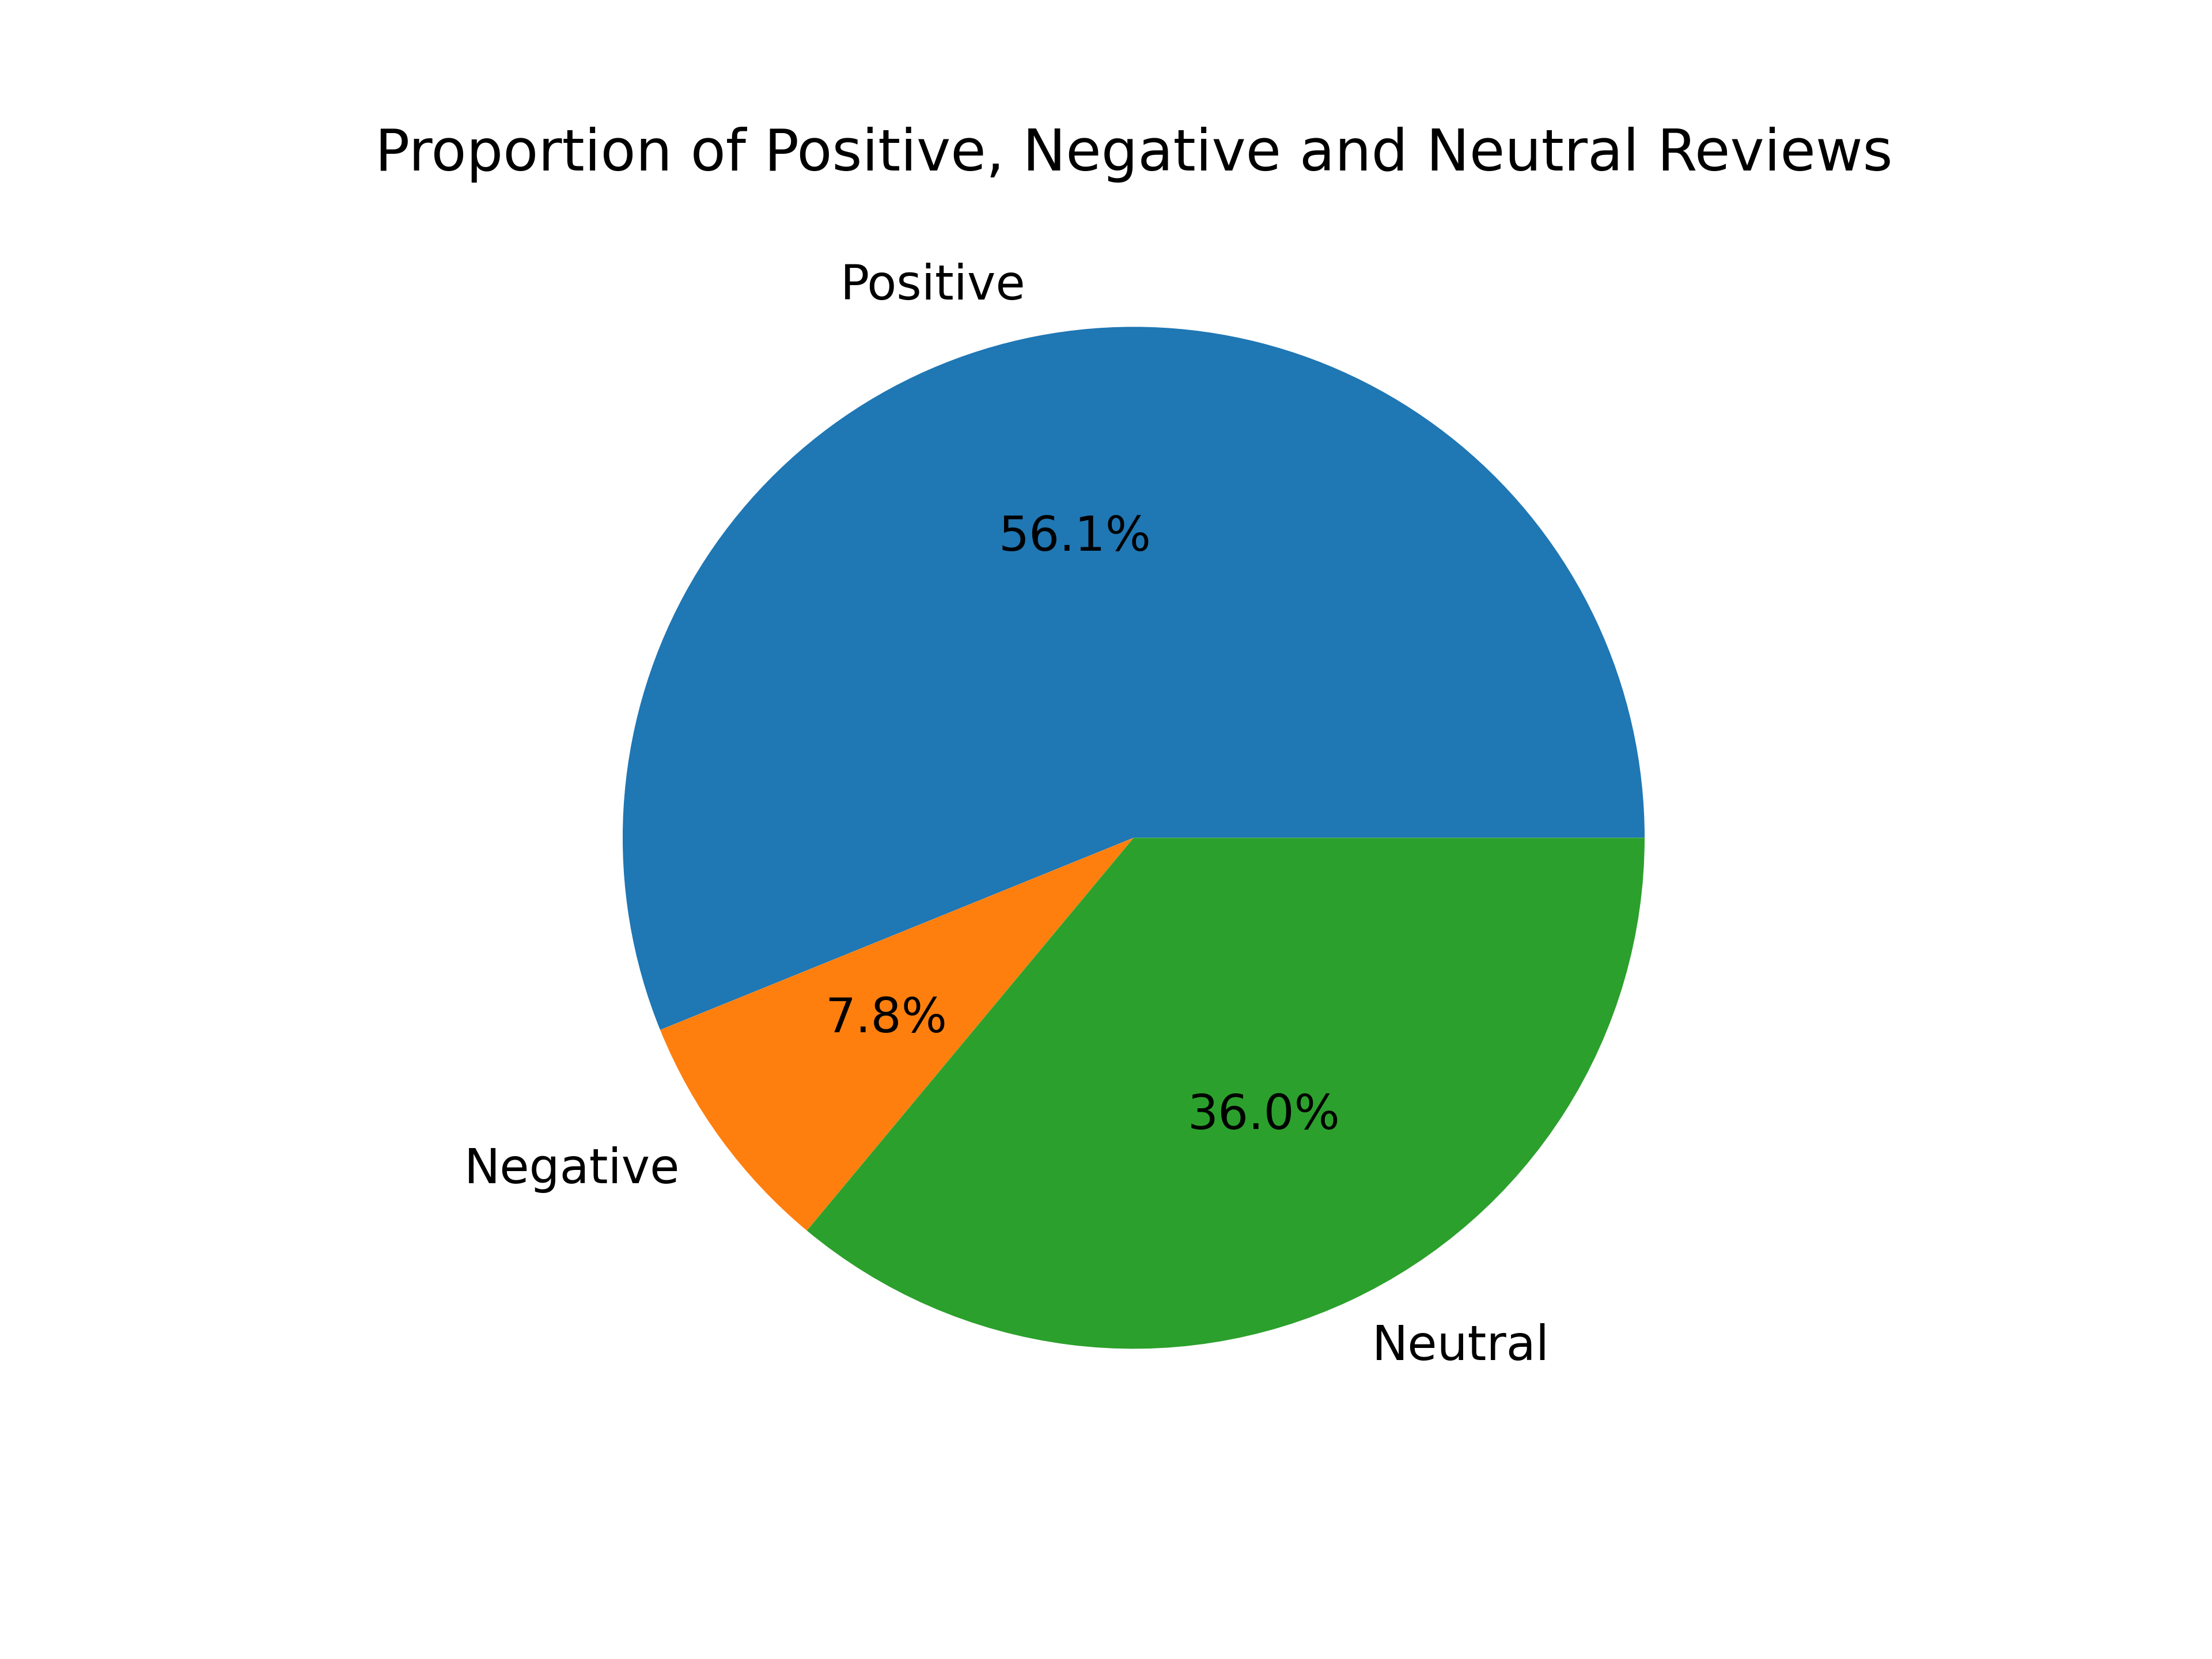 Proportion of Positive, Negative and Neutral Reviews
Positive
56.1%
7.8%
36.0%
Negative
Neutral